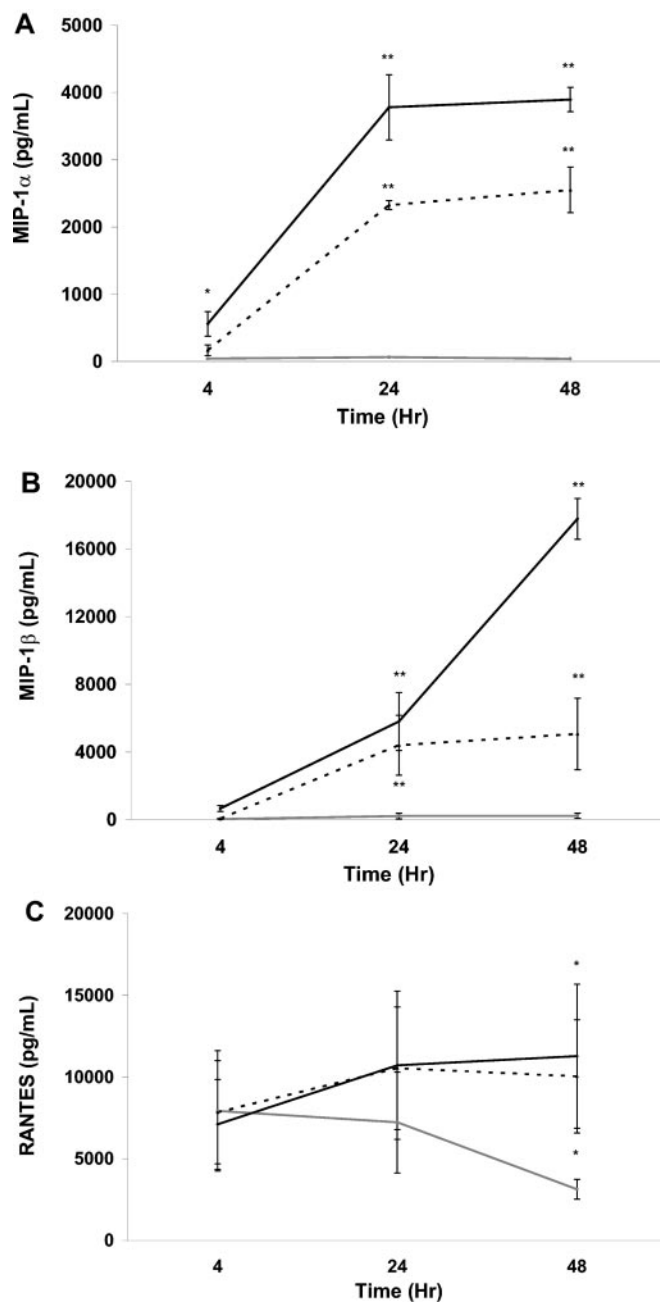 A
5000
4000
3000
2000
1000
0
MIP-1α (pg/mL)
** **
**
**
*
4 24 48
Time (Hr)
B
20000
16000
12000
8000
4000
0
MIP-1β (pg/mL)
**
** **
**
4 24 48
Time (Hr)
C
20000
15000
10000
5000
0
RANTES (pg/mL)
*
*
4 24 48
Time (Hr)